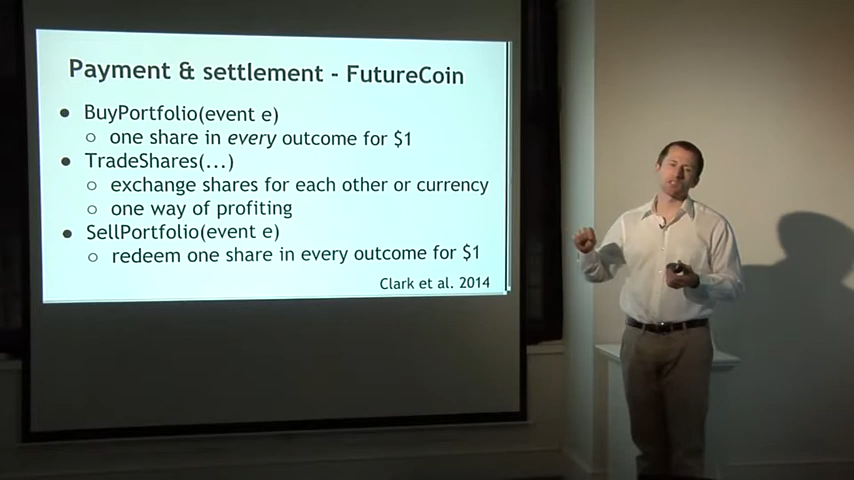 Payment & settlement - FutureCoin
● BuyPortfolio(event e)
○ one share in every outcome for $1
● TradeShares(...)
○ exchange shares for each other or currency
○ one way of profiting
● SellPortfolio(event e)
○ redeem one share in every outcome for $1
Clark et al. 2014